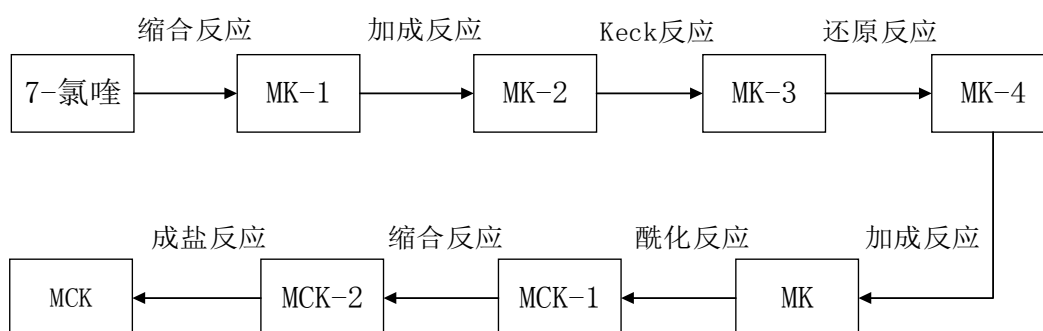 缩合反应
加成反应
Keck反应
还原反应
7-氯喹
MK-1
MK-2
MK-3
MK-4
成盐反应
缩合反应
酰化反应
加成反应
MCK
MCK-2
MCK-1
MK